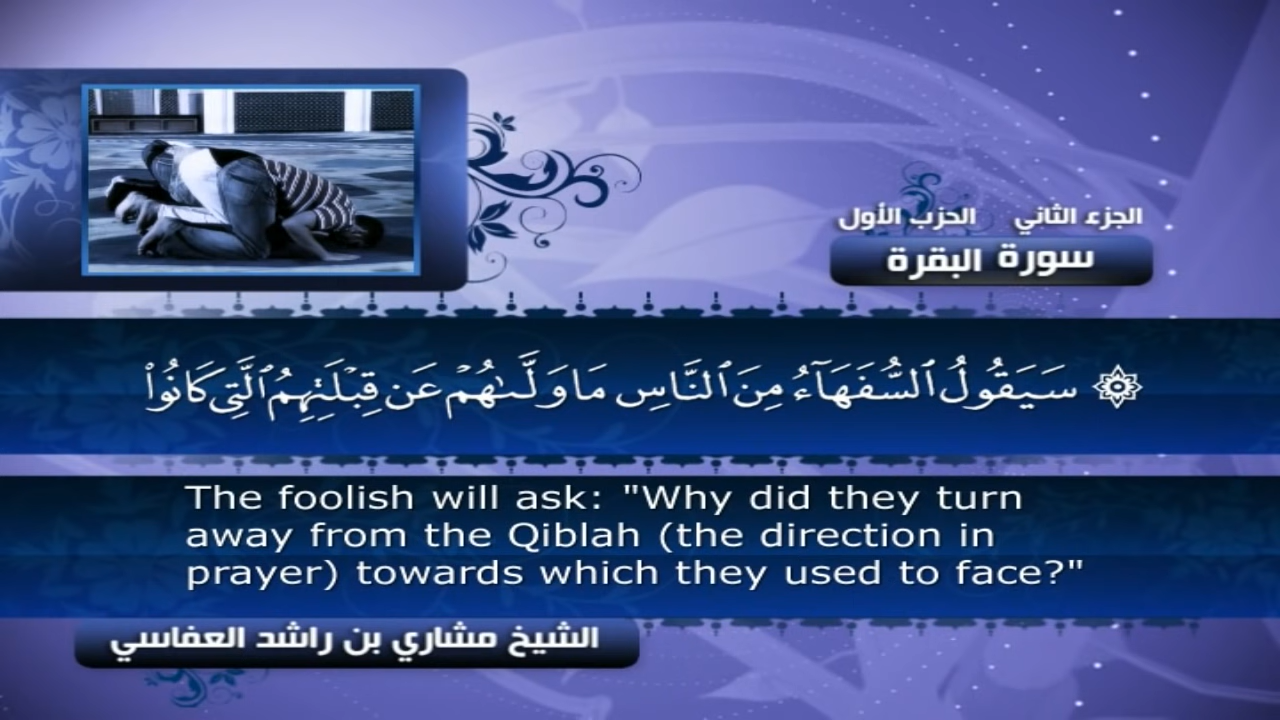 الجزء الثاني الحزب الأول
سورة البقرة
۞ سَيَقُولُ ٱلسُّفَهَآءُ مِنَ ٱلنَّاسِ مَا وَلَّىٰهُمْ عَن قِبْلَتِهِمُ ٱلَّتِى كَانُوا۟
The foolish will ask: "Why did they turn
away from the Qiblah (the direction in
prayer) towards which they used to face?"
الشيخ مشاري بن راشد العفاسي